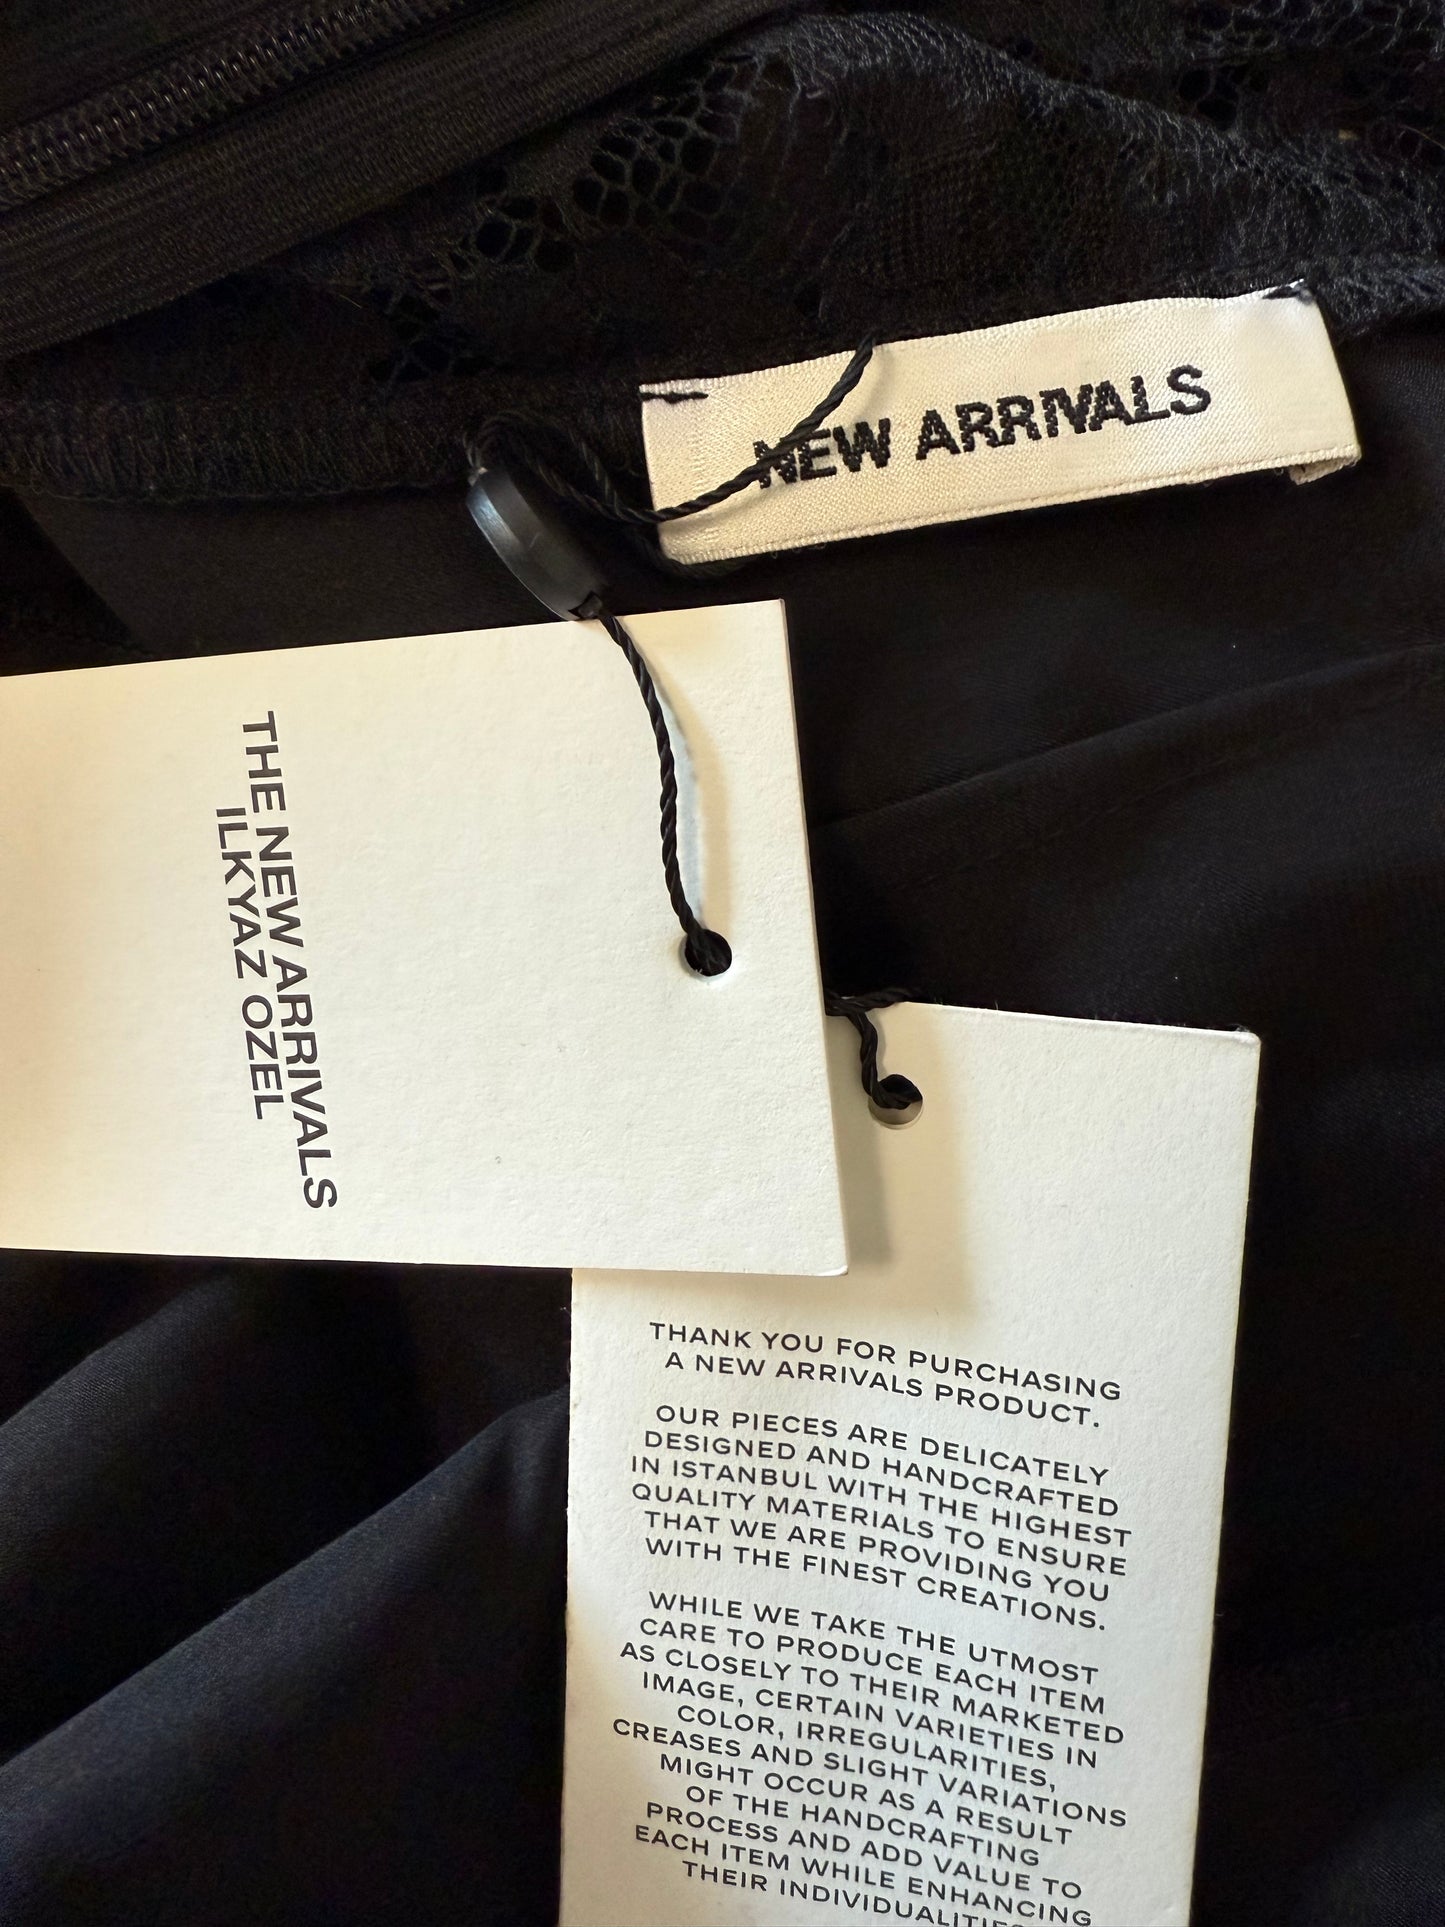 NEW ARRIVALS
THE NEW ARRIVALS
ILKYAZ OZEL
THANK YOU FOR PURCHASING
A NEW ARRIVALS PRODUCT.
OUR PIECES ARE DELICATELY
DESIGNED AND HANDCRAFTED
IN ISTANBUL WITH THE HIGHEST
QUALITY MATERIALS TO ENSURE
THAT WE ARE PROVIDING YOU
WITH THE FINEST CREATIONS.
WHILE WE TAKE THE UTMOST
CARE TO PRODUCE EACH ITEM
AS CLOSELY TO THEIR MARKETED
IMAGE, CERTAIN VARIETIES IN
COLOR, IRREGULARITIES,
CREASES AND SLIGHT VARIATIONS
MIGHT OCCUR AS A RESULT
OF THE HANDCRAFTING
PROCESS AND ADD VALUE TO
EACH ITEM WHILE ENHANCING
THEIR